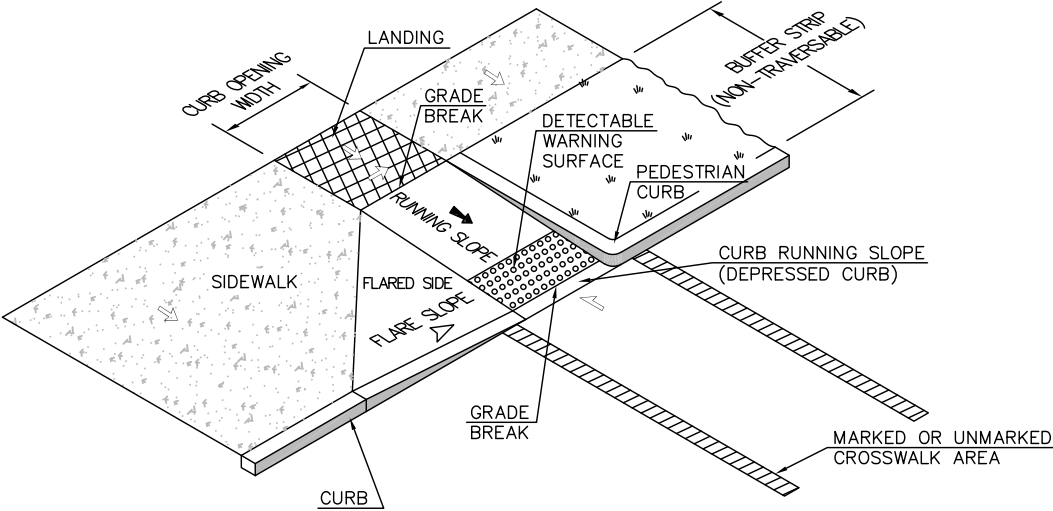 LANDING
BUFFER STRIP
(NON-TRAVERSABLE)
CURB OPENING
WDTH
GRADE
BREAK
DETECTABLE
WARNING
SURFACE
PEDESTRIAN
CURB
RUNNING SLOPE
CURB RUNNING SLOPE
(DEPRESSED CURB)
SIDEWALK
FLARED SIDE
FLARE SLOPE
GRADE
BREAK
MARKED OR UNMARKED
CROSSWALK AREA
CURB